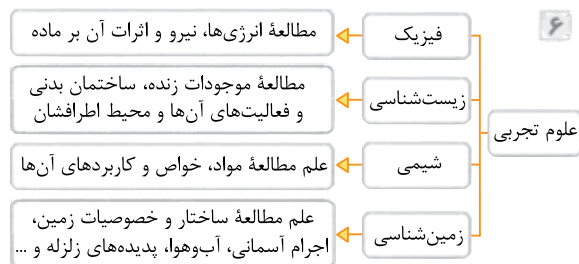 ۶
علوم تجربی
فیزیک
مطالعهٔ انرژی‌ها، نیرو و اثرات آن بر ماده
زیست‌شناسی
مطالعهٔ موجودات زنده، ساختمان بدنی
و فعالیت‌های آن‌ها و محیط اطرافشان
شیمی
علم مطالعهٔ مواد، خواص و کاربردهای آن‌ها
زمین‌شناسی
علم مطالعهٔ ساختار و خصوصیات زمین،
اجرام آسمانی، آب‌وهوا، پدیده‌های زلزله و ...